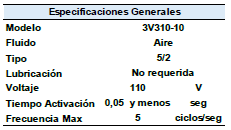 Especificaciones Generales
Modelo 3V310-10
Fluido Aire
Tipo 5/2
Lubricación No requerida
Voltaje 110 V
Tiempo Activación 0,05 y menos seg
Frecuencia Max 5 ciclos/seg